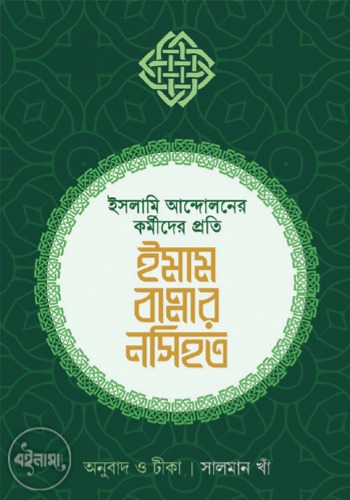 ইসলামি আন্দোলনের
কর্মীদের প্রতি
ইমাম
বান্নার
নসিহত
অনুবাদ ও টীকা | সালমান খাঁ
বইনামা